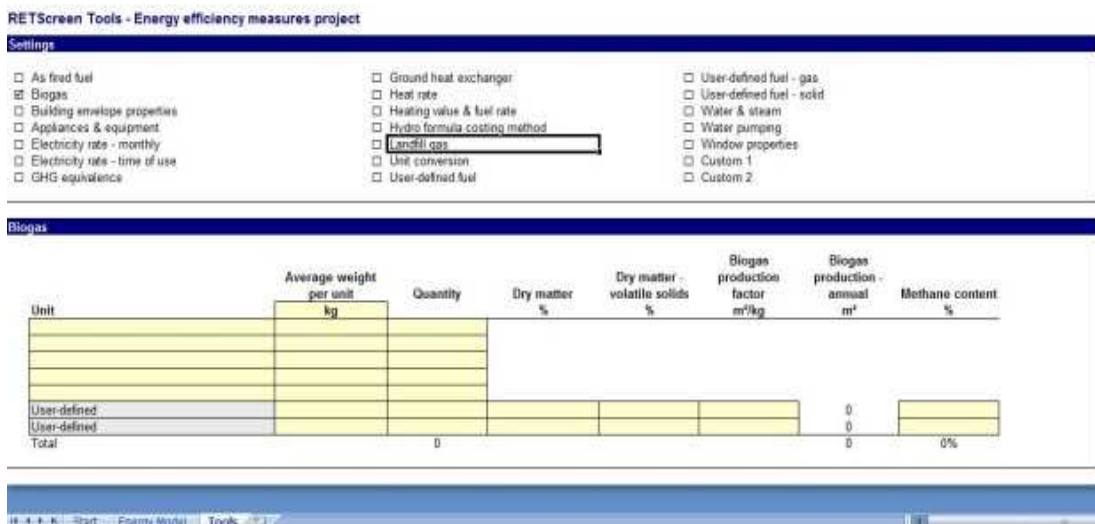 RETScreen Tools - Energy efficiency measures project
Settings
As fired fuel
Biogas
Building envelope properties
Appliances & equipment
Electricity rate - monthly
Electricity rate - time of use
GHG equivalence
Ground heat exchanger
Heat rate
Heating value & fuel rate
Hydro formula costing method
Landfill gas
Unit conversion
User-defined fuel
User-defined fuel - gas
User-defined fuel - solid
Water & steam
Water pumping
Window properties
Custom 1
Custom 2
Biogas
Unit
Average weight
per unit
kg
Quantity
Dry matter
%
Dry matter -
volatile solids
%
Biogas
production
factor
m³/kg
Biogas
production -
annual
m³
Methane content
%
User-defined 0
User-defined 0
Total 0 0 0%
Start Energy Model Tools